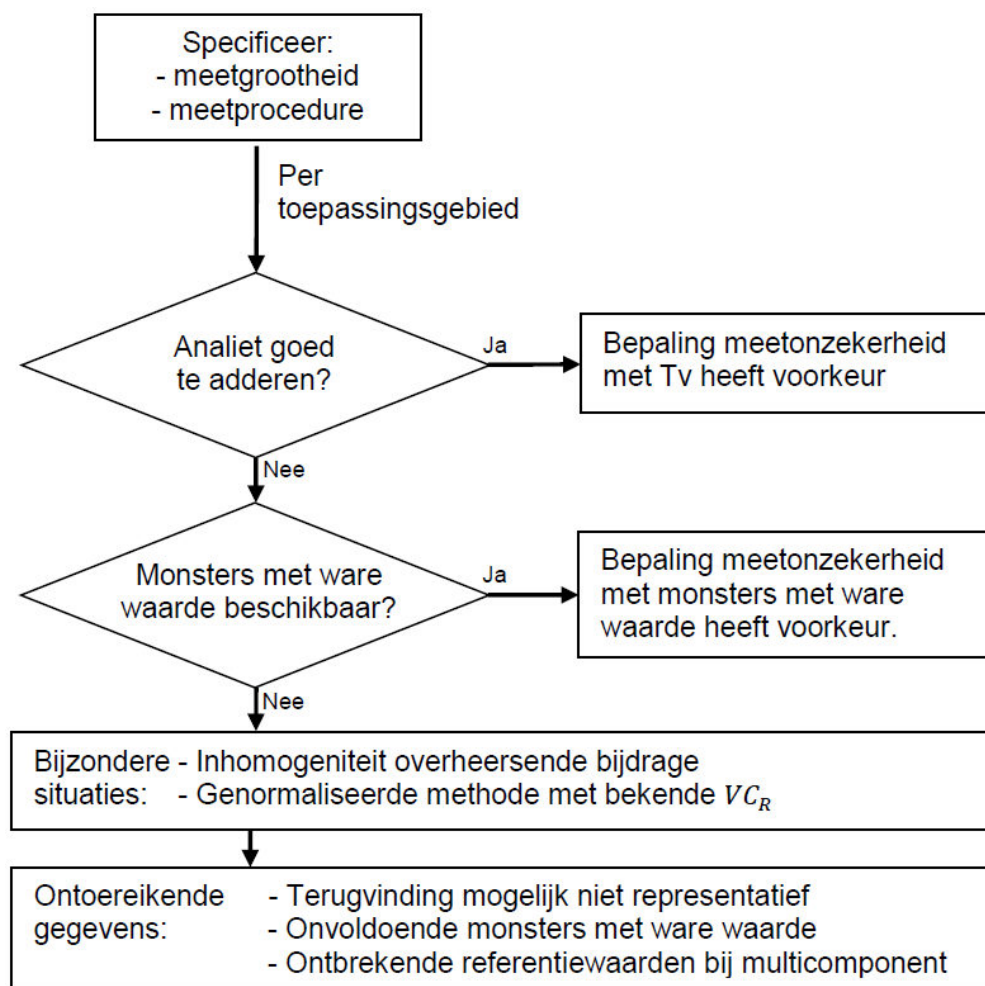 Specificeer:
- meetgrootheid
- meetprocedure
Per
toepassingsgebied
Analiet goed
te adderen?
Ja
Bepaling meetonzekerheid
met Tv heeft voorkeur
Nee
Monsters met ware
waarde beschikbaar?
Ja
Bepaling meetonzekerheid
met monsters met ware
waarde heeft voorkeur.
Nee
Bijzondere - Inhomogeniteit overheersende bijdrage
situaties: - Genormaliseerde methode met bekende VC_R
Ontoereikende - Terugvinding mogelijk niet representatief
gegevens: - Onvoldoende monsters met ware waarde
- Ontbrekende referentiewaarden bij multicomponent